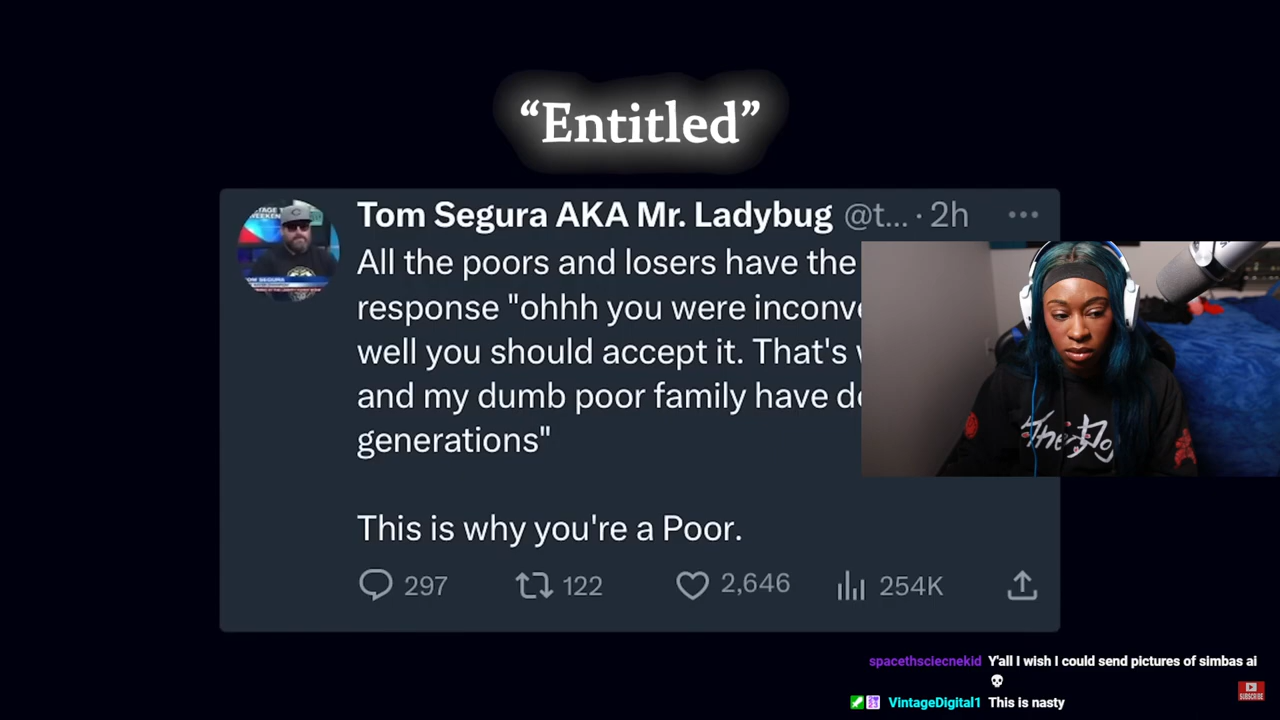 “Entitled”
Tom Segura AKA Mr. Ladybug @t... · 2h
All the poors and losers have the
response "ohhh you were
well you should accept it. That's
and my dumb poor family have
generations"
This is why you're a Poor.
297 122 2,646 254K
spacethsciecnekid Y'all I wish I could send pictures of simbas ai
VintageDigital1 This is nasty
SUBSCRIBE